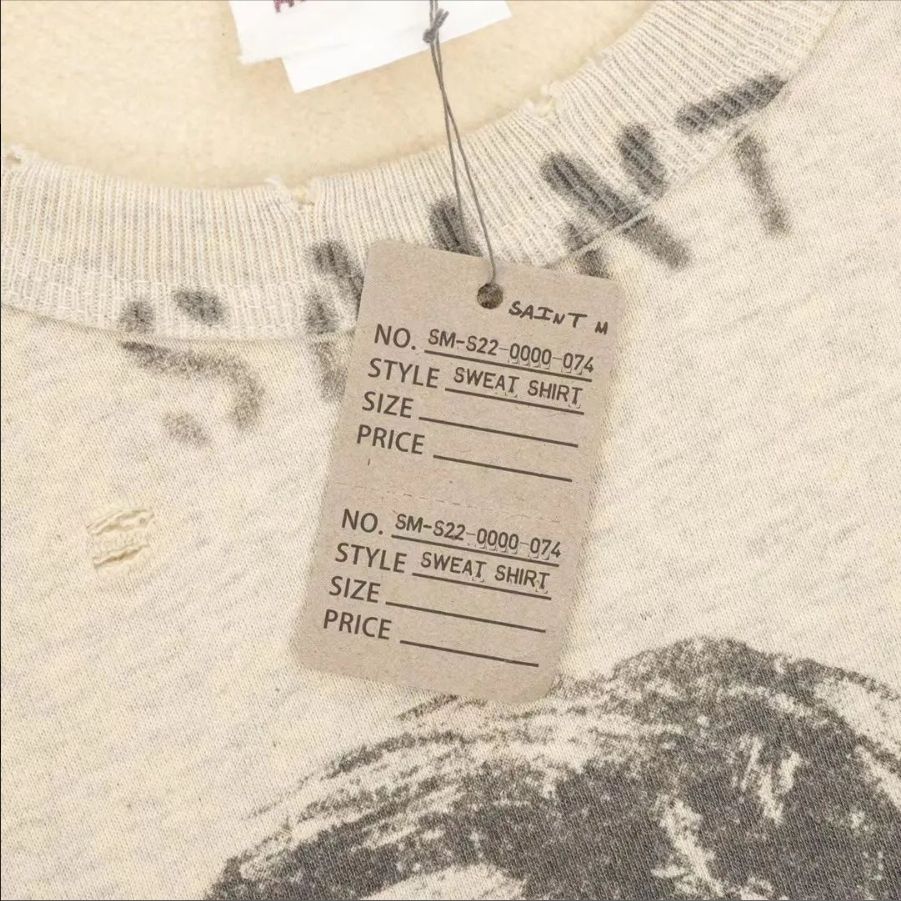 SAINT M
NO. SM-S22-0000-074
STYLE SWEAT SHIRT
SIZE
PRICE
NO. SM-S22-0000-074
STYLE SWEAT SHIRT
SIZE
PRICE